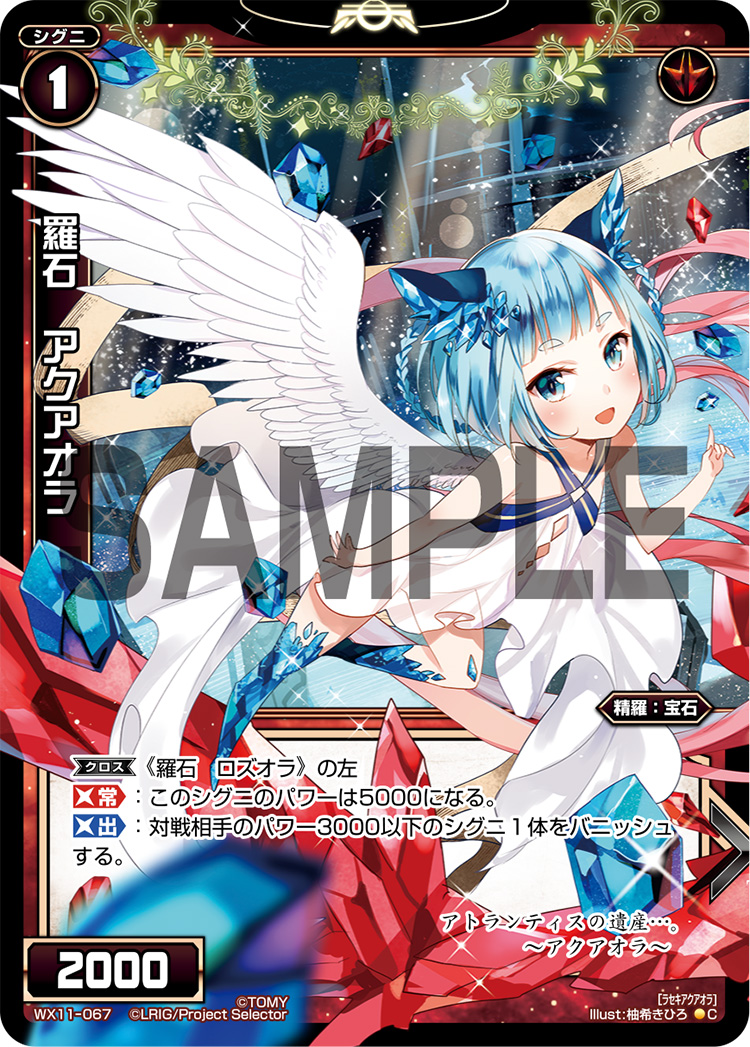 シグニ
1
羅石　アクアオラ
SAMPLE
精羅：宝石
クロス 《羅石　ロズオラ》の左
常：このシグニのパワーは5000になる。
出：対戦相手のパワー3000以下のシグニ１体をバニッシュ
する。
アトランティスの遺産…。
～アクアオラ～
2000
©TOMY
[ラセキアクアオラ]
WX11-067 ©LRIG/Project Selector
Illust:柚希きひろ C